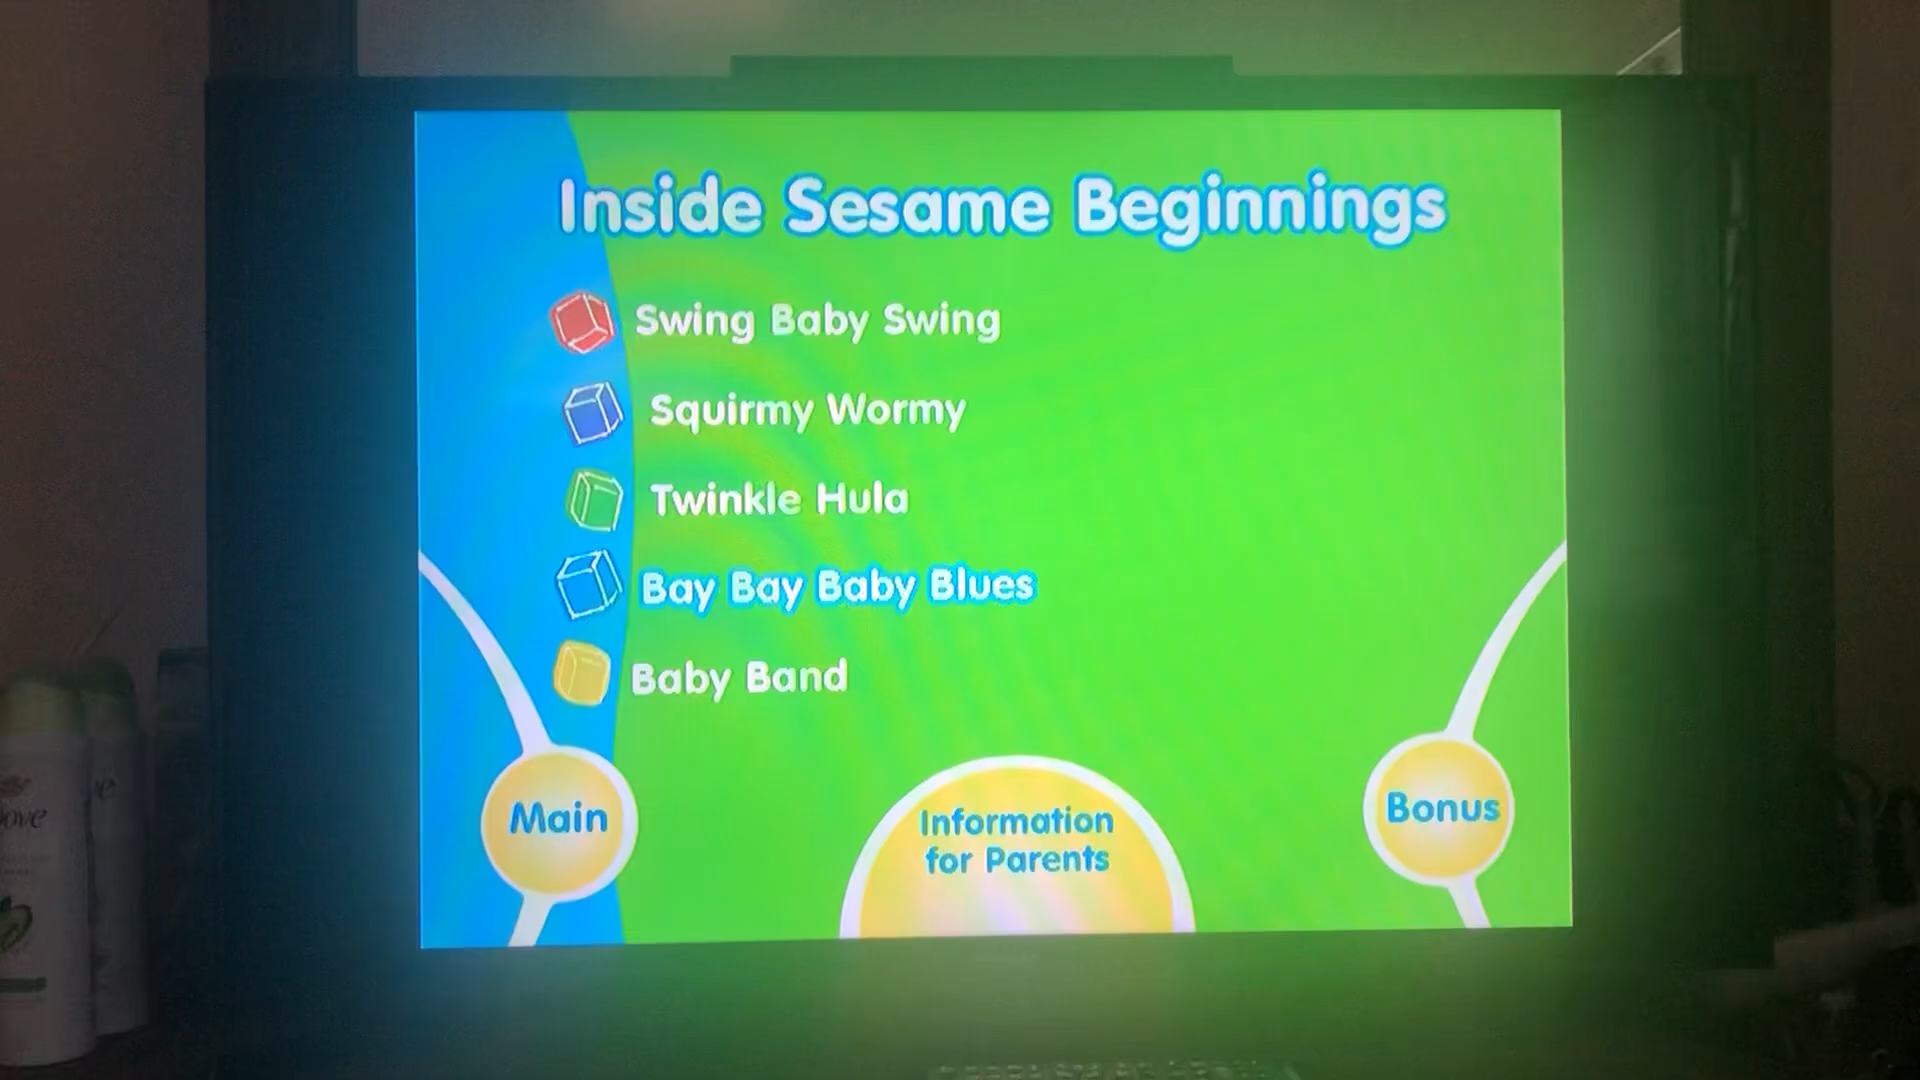 Inside Sesame Beginnings
Swing Baby Swing
Squirmy Wormy
Twinkle Hula
Bay Bay Baby Blues
Baby Band
Main
Information
for Parents
Bonus